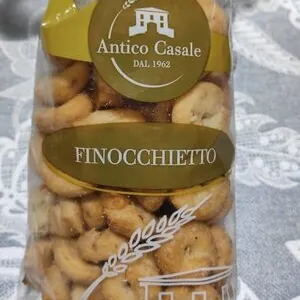 Antico Casale
DAL 1962
FINOCCHIETTO